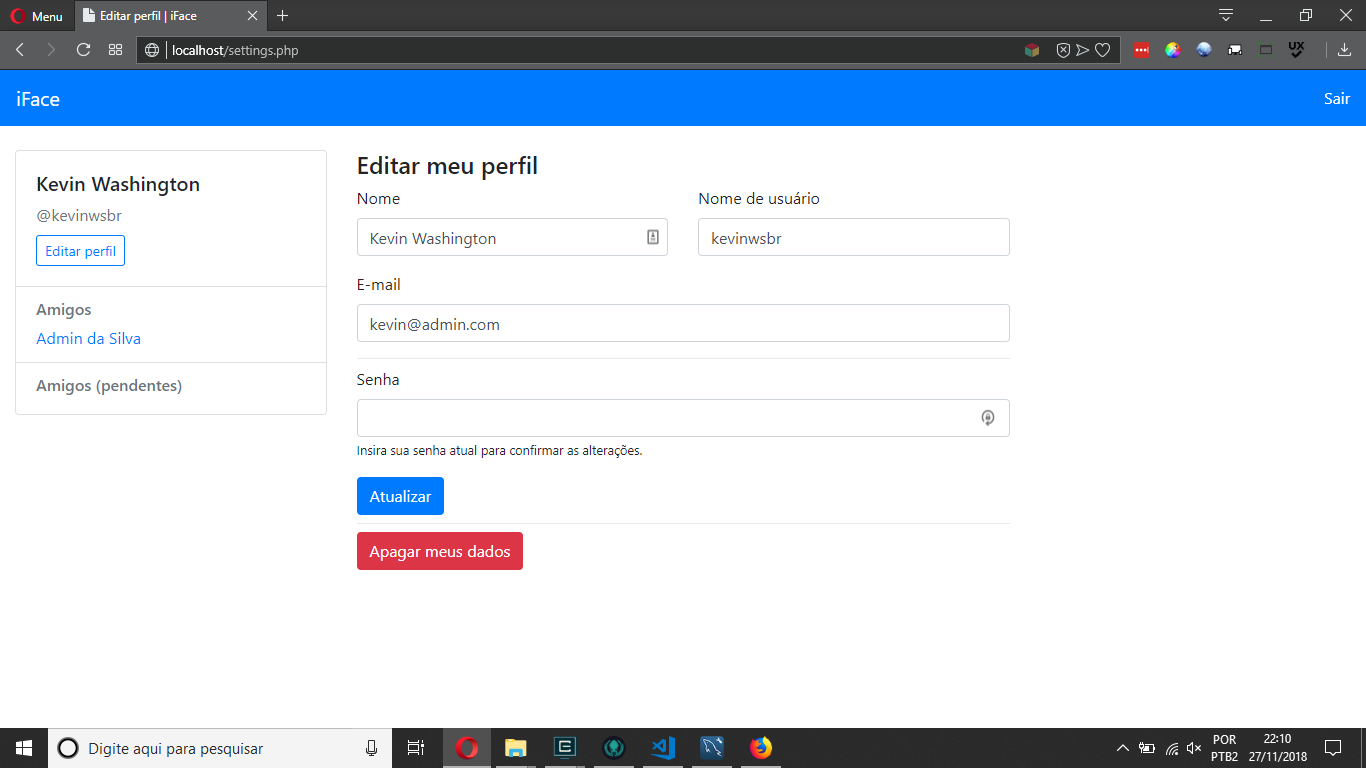 Menu
Editar perfil | iFace
localhost/settings.php
UX
iFace
Sair
Kevin Washington
@kevinwsbr
Editar perfil
Amigos
Admin da Silva
Amigos (pendentes)
Editar meu perfil
Nome
Nome de usuário
Kevin Washington
kevinwsbr
E-mail
kevin@admin.com
Senha
Insira sua senha atual para confirmar as alterações.
Atualizar
Apagar meus dados
Digite aqui para pesquisar
POR
PTB2
22:10
27/11/2018